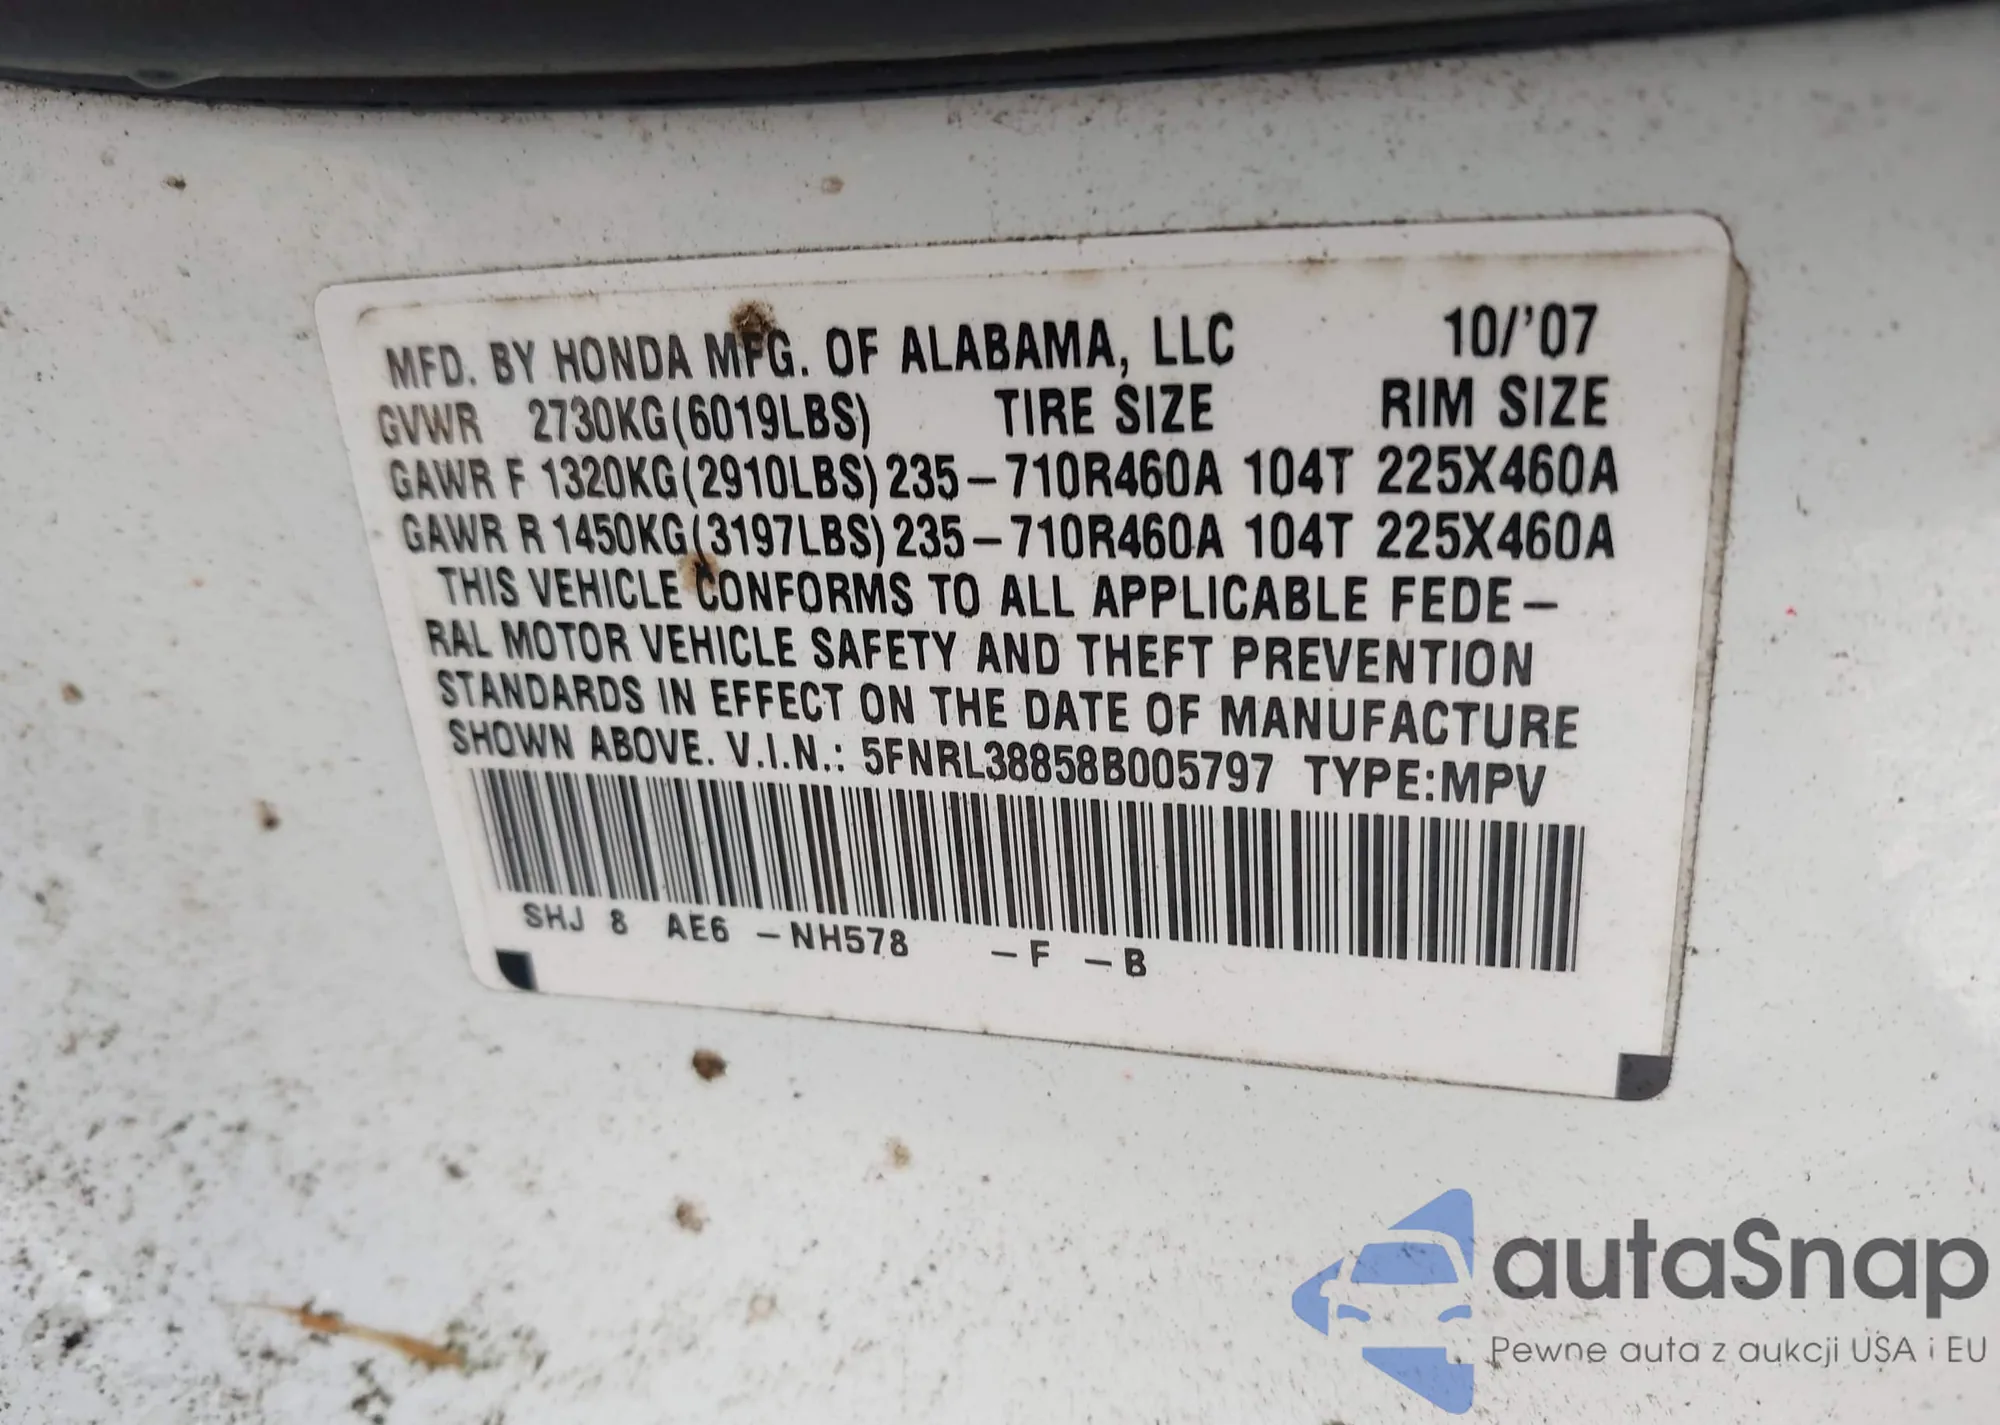 MFD. BY HONDA MFG. OF ALABAMA, LLC 10/'07
GVWR 2730KG(6019LBS) TIRE SIZE RIM SIZE
GAWR F 1320KG(2910LBS) 235-710R460A 104T 225X460A
GAWR R 1450KG(3197LBS) 235-710R460A 104T 225X460A
THIS VEHICLE CONFORMS TO ALL APPLICABLE FEDE-
RAL MOTOR VEHICLE SAFETY AND THEFT PREVENTION
STANDARDS IN EFFECT ON THE DATE OF MANUFACTURE
SHOWN ABOVE. V.I.N.: 5FNRL38858B005797 TYPE:MPV
SHJ 8 AE6 -NH578 -F -B
autaSnap
Pewne auta z aukcji USA i EU